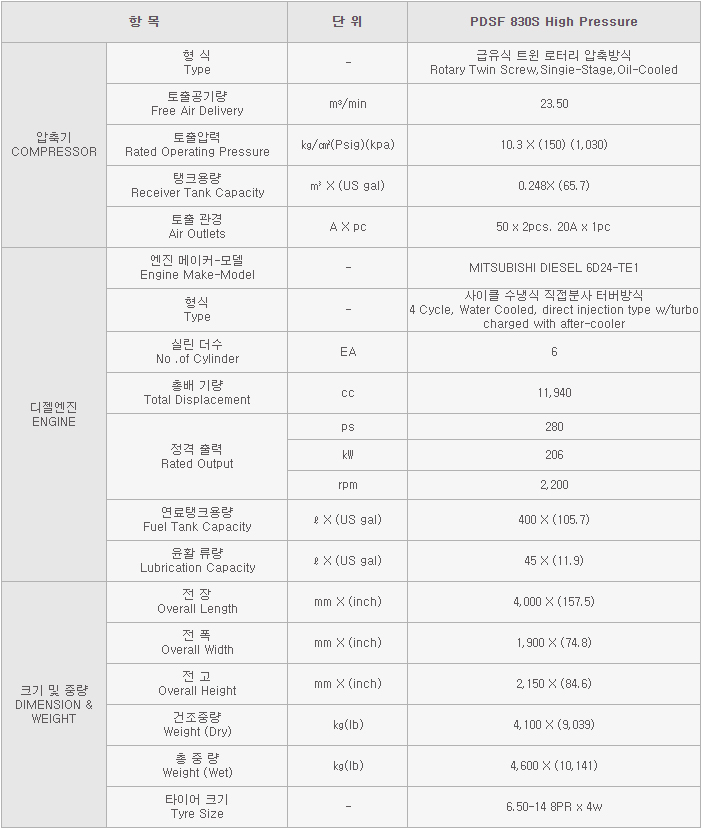 항 목 단 위 PDSF 830S High Pressure
압축기
COMPRESSOR
형 식
Type
-
급유식 트윈 로터리 압축방식
Rotary Twin Screw,Singie-Stage,Oil-Cooled
토출공기량
Free Air Delivery
m³/min
23.50
토출압력
Rated Operating Pressure
㎏/㎠(Psig)(kpa)
10.3 X (150) (1,030)
탱크용량
Receiver Tank Capacity
m³ X (US gal)
0.248X (65.7)
토출 관경
Air Outlets
A X pc
50 x 2pcs. 20A x 1pc
디젤엔진
ENGINE
엔진 메이커-모델
Engine Make-Model
-
MITSUBISHI DIESEL 6D24-TE1
형식
Type
-
사이클 수냉식 직접분사 터버방식
4 Cycle, Water Cooled, direct injection type w/turbo
charged with after-cooler
실린 더수
No .of Cylinder
EA
6
총배 기량
Total Displacement
cc
11,940
정격 출력
Rated Output
ps
280
㎾
206
rpm
2,200
연료탱크용량
Fuel Tank Capacity
ℓ X (US gal)
400 X (105.7)
윤활 류량
Lubrication Capacity
ℓ X (US gal)
45 X (11.9)
크기 및 중량
DIMENSION &
WEIGHT
전 장
Overall Length
mm X (inch)
4,000 X (157.5)
전 폭
Overall Width
mm X (inch)
1,900 X (74.8)
전 고
Overall Height
mm X (inch)
2,150 X (84.6)
건조중량
Weight (Dry)
㎏(lb)
4,100 X (9,039)
총 중 량
Weight (Wet)
㎏(lb)
4,600 X (10,141)
타이어 크기
Tyre Size
-
6.50-14 8PR x 4w